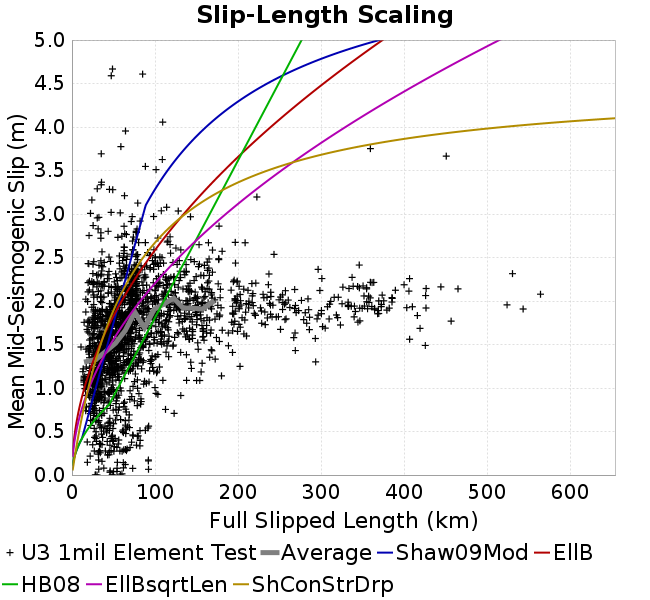 Slip-Length Scaling
Mean Mid-Seismogenic Slip (m)
5.0
4.5
4.0
3.5
3.0
2.5
2.0
1.5
1.0
0.5
0.0
0 100 200 300 400 500 600
Full Slipped Length (km)
U3 1mil Element Test Average Shaw09Mod EllB
HB08 EllBsqrtLen ShConStrDrp